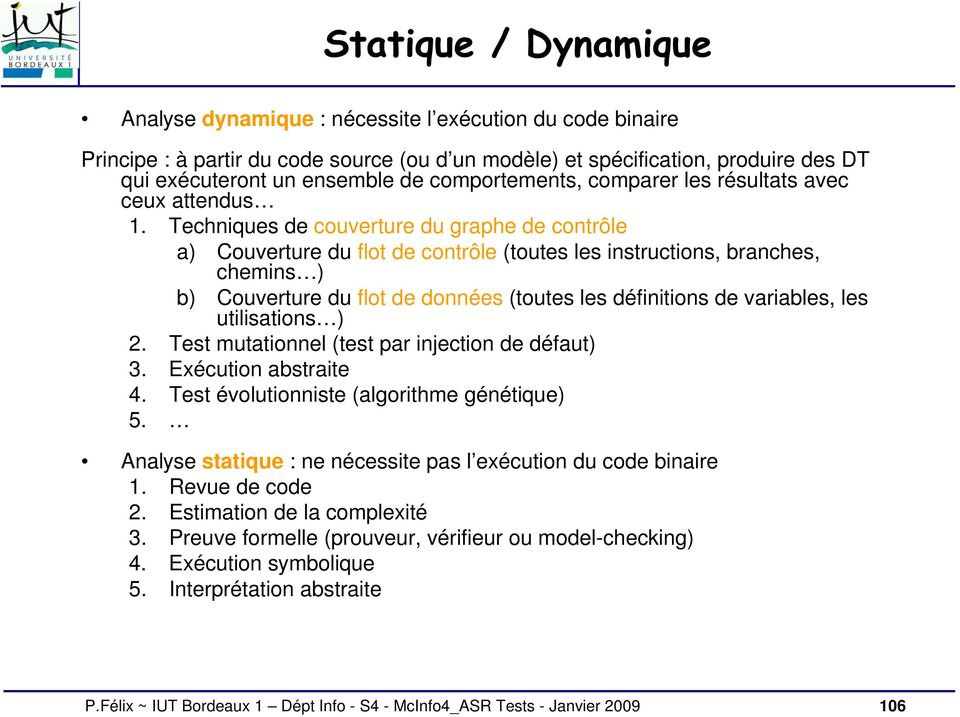 iut
UNIVERSITÉ
BORDEAUX 1
Statique / Dynamique
• Analyse dynamique : nécessite l exécution du code binaire
Principe : à partir du code source (ou d un modèle) et spécification, produire des DT
qui exécuteront un ensemble de comportements, comparer les résultats avec
ceux attendus…
1. Techniques de couverture du graphe de contrôle
a) Couverture du flot de contrôle (toutes les instructions, branches,
chemins…)
b) Couverture du flot de données (toutes les définitions de variables, les
utilisations…)
2. Test mutationnel (test par injection de défaut)
3. Exécution abstraite
4. Test évolutionniste (algorithme génétique)
5. …
• Analyse statique : ne nécessite pas l exécution du code binaire
1. Revue de code
2. Estimation de la complexité
3. Preuve formelle (prouveur, vérifieur ou model-checking)
4. Exécution symbolique
5. Interprétation abstraite
P.Félix ~ IUT Bordeaux 1 – Dépt Info - S4 - McInfo4_ASR Tests - Janvier 2009 106